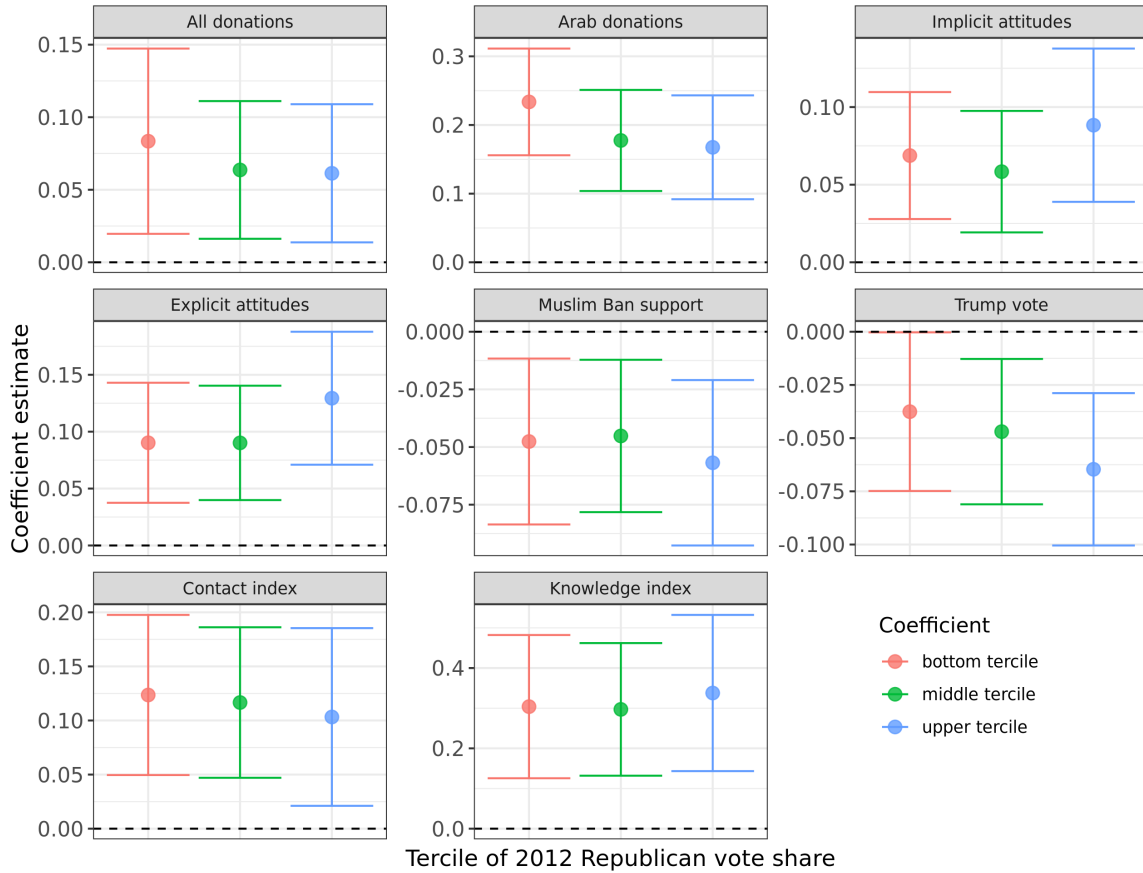 All donations
Arab donations
Implicit attitudes
0.15
0.10
0.05
0.00
0.3
0.2
0.1
0.0
0.10
0.05
0.00
Explicit attitudes
Muslim Ban support
Trump vote
0.15
0.10
0.05
0.00
0.000
-0.025
-0.050
-0.075
0.000
-0.025
-0.050
-0.075
-0.100
Coefficient estimate
Contact index
Knowledge index
0.20
0.15
0.10
0.05
0.00
0.4
0.2
0.0
Coefficient
bottom tercile
middle tercile
upper tercile
Tercile of 2012 Republican vote share